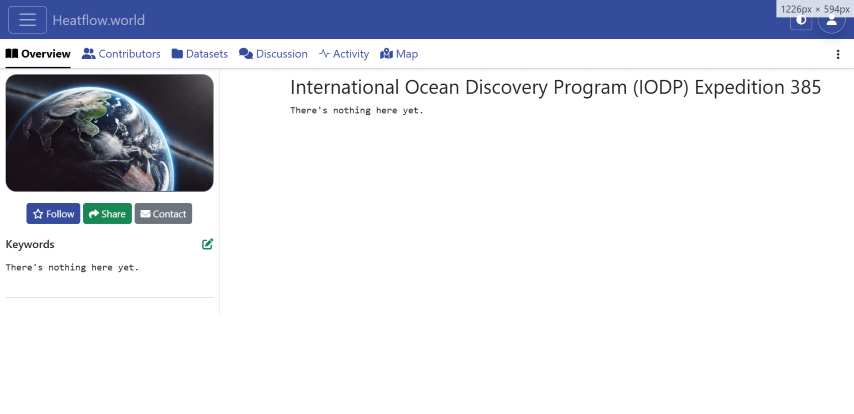 1226px × 594px
Heatflow.world
Overview Contributors Datasets Discussion Activity Map
International Ocean Discovery Program (IODP) Expedition 385
There's nothing here yet.
Follow Share Contact
Keywords
There's nothing here yet.